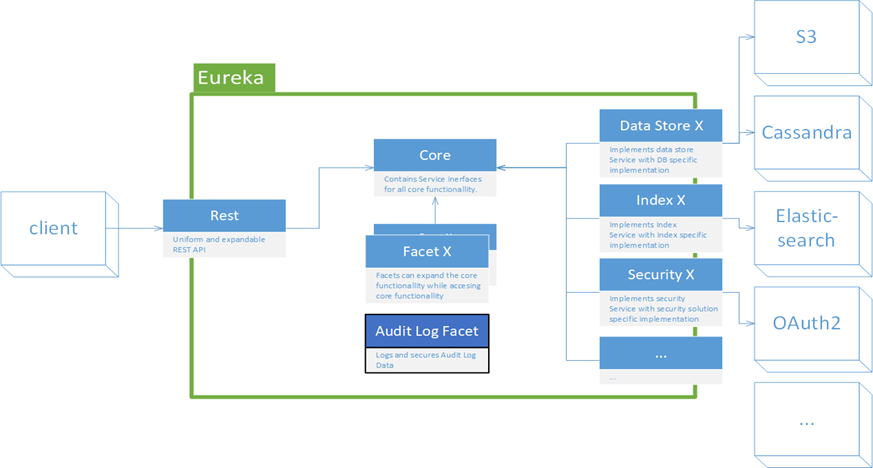 S3
Eureka
Data Store X
Implements data store
Service with DB specific
implementation
Cassandra
Core
Contains Service inerfaces
for all core functionallity.
client
Rest
Uniform and expandable
REST API
Index X
Implements Index
Service with Index specific
implementation
Elastic-
search
Facet X
Facets can expand the core
functionallity while accesing
core functionallity
Security X
Implements security
Service with security solution
specific implementation
OAuth2
Audit Log Facet
Logs and secures Audit Log
Data
...
...
...